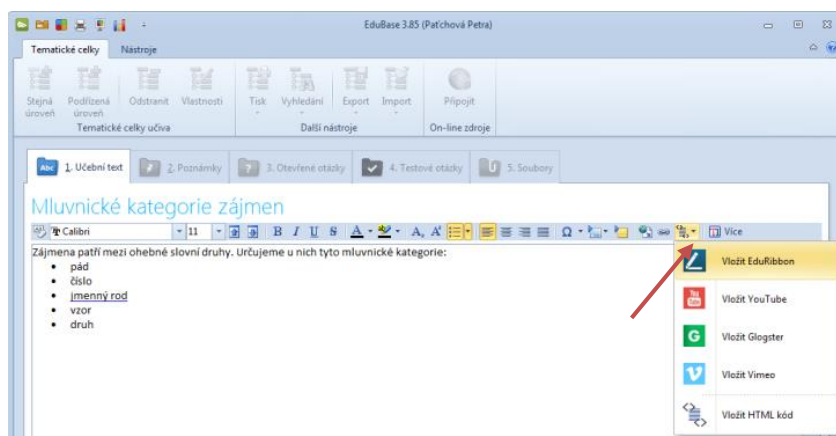 EduBase 3.85 (Paťchová Petra)
Tematické celky Nástroje
Stejná úroveň Podřízená úroveň Odstranit Vlastnosti Tisk Vyhledání Export Import Připojit
Tematické celky učiva Další nástroje On-line zdroje
Abc 1. Učební text 2. Poznámky ? 3. Otevřené otázky 4. Testové otázky 5. Soubory
Mluvnické kategorie zájmen
Calibri 11 B I U S A A, A' Ω Více
Zájmena patří mezi ohebné slovní druhy. Určujeme u nich tyto mluvnické kategorie:
• pád
• číslo
• jmenný rod
• vzor
• druh
Vložit EduRibbon
You Tube Vložit YouTube
G Vložit Glogster
V Vložit Vimeo
<> Vložit HTML kód